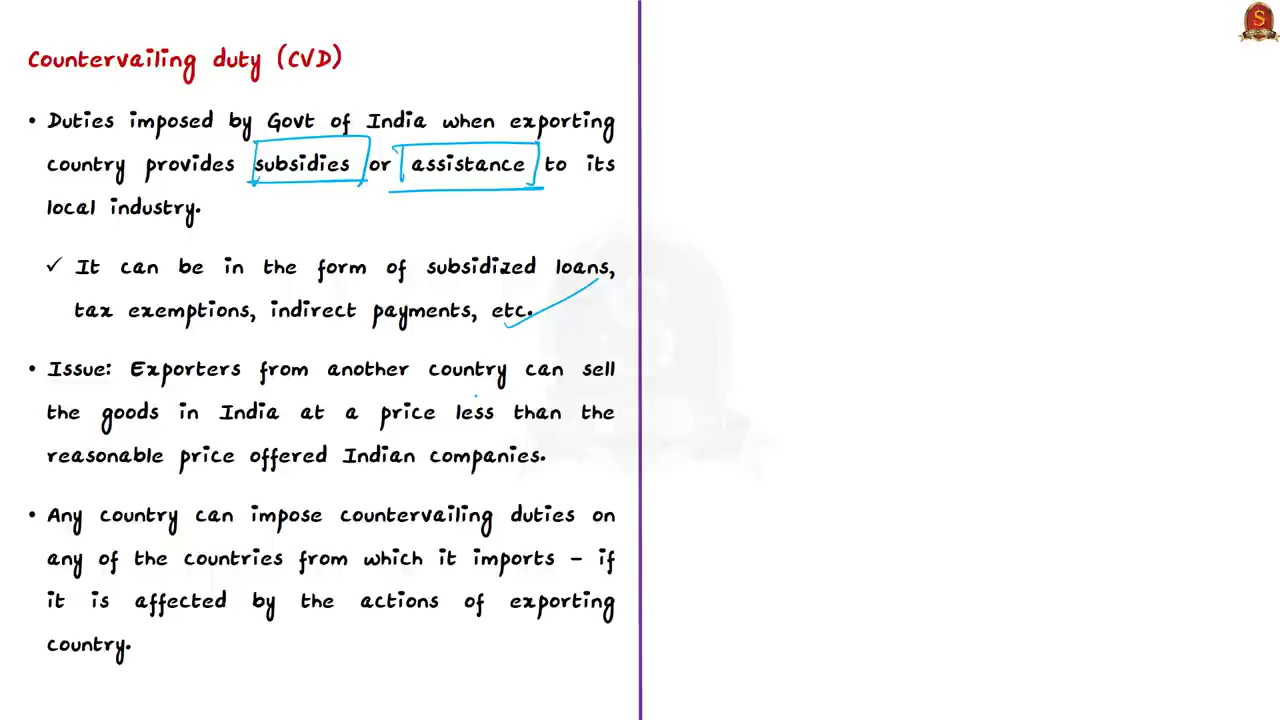 Countervailing duty (CVD)
• Duties imposed by Govt of India when exporting
country provides subsidies or assistance to its
local industry.
✓ It can be in the form of subsidized loans,
tax exemptions, indirect payments, etc.
• Issue: Exporters from another country can sell
the goods in India at a price less than the
reasonable price offered Indian companies.
• Any country can impose countervailing duties on
any of the countries from which it imports – if
it is affected by the actions of exporting
country.
S